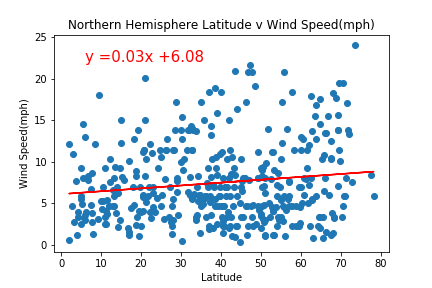 Northern Hemisphere Latitude v Wind Speed(mph)
y =0.03x +6.08
Wind Speed(mph)
25
20
15
10
5
0
0 10 20 30 40 50 60 70 80
Latitude